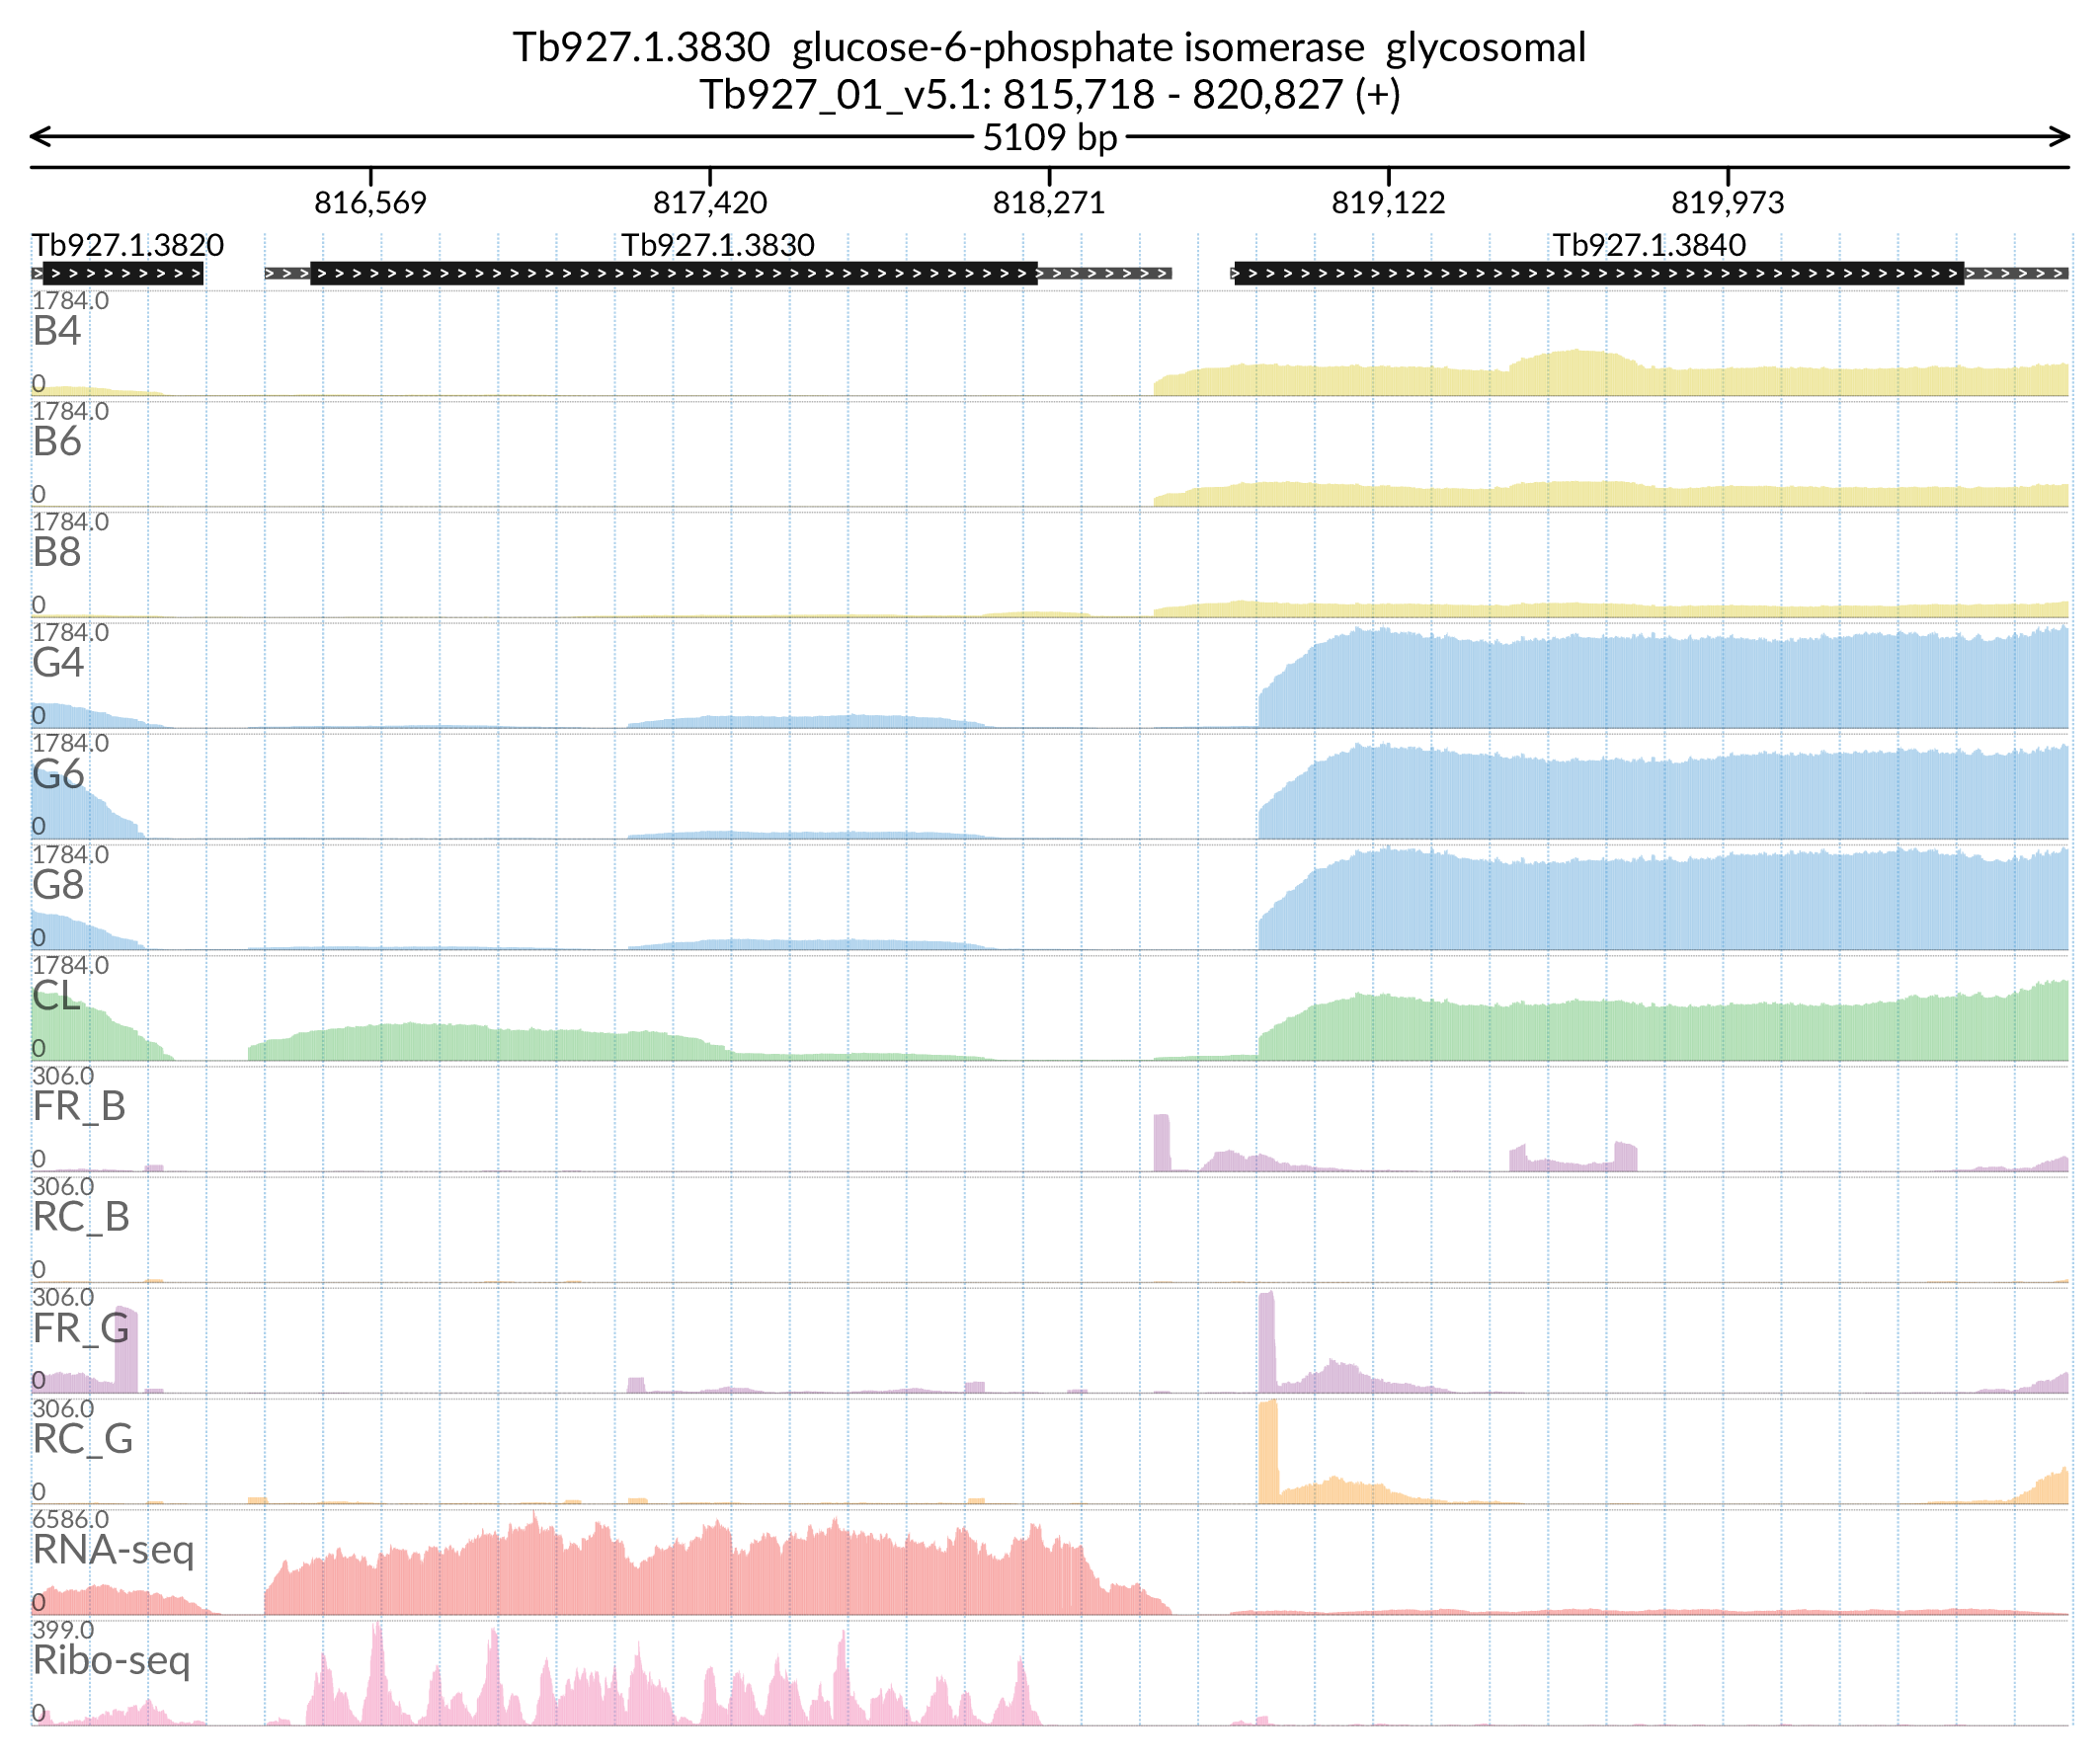 Tb927.1.3830 glucose-6-phosphate isomerase glycosomal
Tb927_01_v5.1: 815,718 - 820,827 (+)
5109 bp
816,569 817,420 818,271 819,122 819,973
Tb927.1.3820 Tb927.1.3830 Tb927.1.3840
1784.0
B4
0
1784.0
B6
0
1784.0
B8
0
1784.0
G4
0
1784.0
G6
0
1784.0
G8
0
1784.0
CL
0
306.0
FR_B
0
306.0
RC_B
0
306.0
FR_G
0
306.0
RC_G
0
6586.0
RNA-seq
0
399.0
Ribo-seq
0